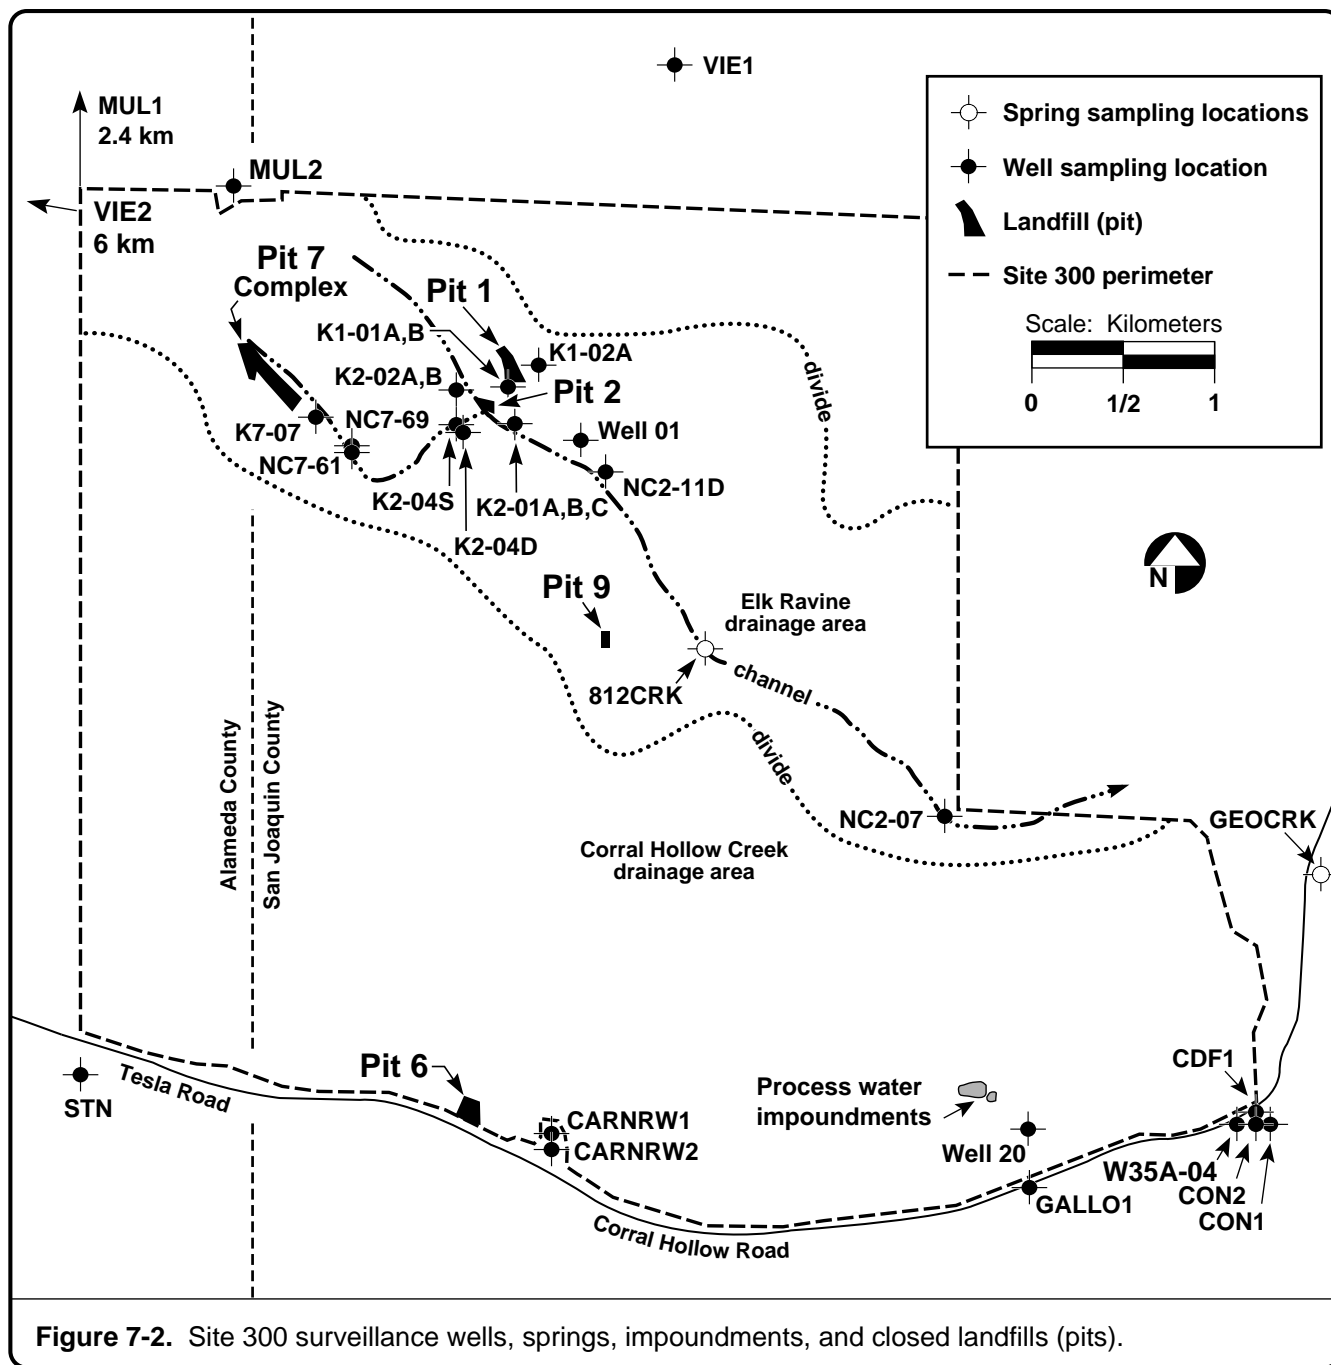 VIE1
MUL1
2.4 km
MUL2
VIE2
6 km
Spring sampling locations
Well sampling location
Landfill (pit)
Site 300 perimeter
Scale: Kilometers
0 1/2 1
Pit 7
Complex
Pit 1
K1-01A,B
K1-02A
K2-02A,B
Pit 2
divide
K7-07
NC7-69
Well 01
NC7-61
K2-04S
K2-01A,B,C
NC2-11D
K2-04D
N
Pit 9
Elk Ravine
drainage area
812CRK
channel
divide
Alameda County
San Joaquin County
NC2-07
GEOCRK
Corral Hollow Creek
drainage area
CDF1
Pit 6
Tesla Road
STN
Process water
impoundments
CARNRW1
CARNRW2
Well 20
W35A-04
CON2
CON1
GALLO1
Corral Hollow Road
Figure 7-2. Site 300 surveillance wells, springs, impoundments, and closed landfills (pits).